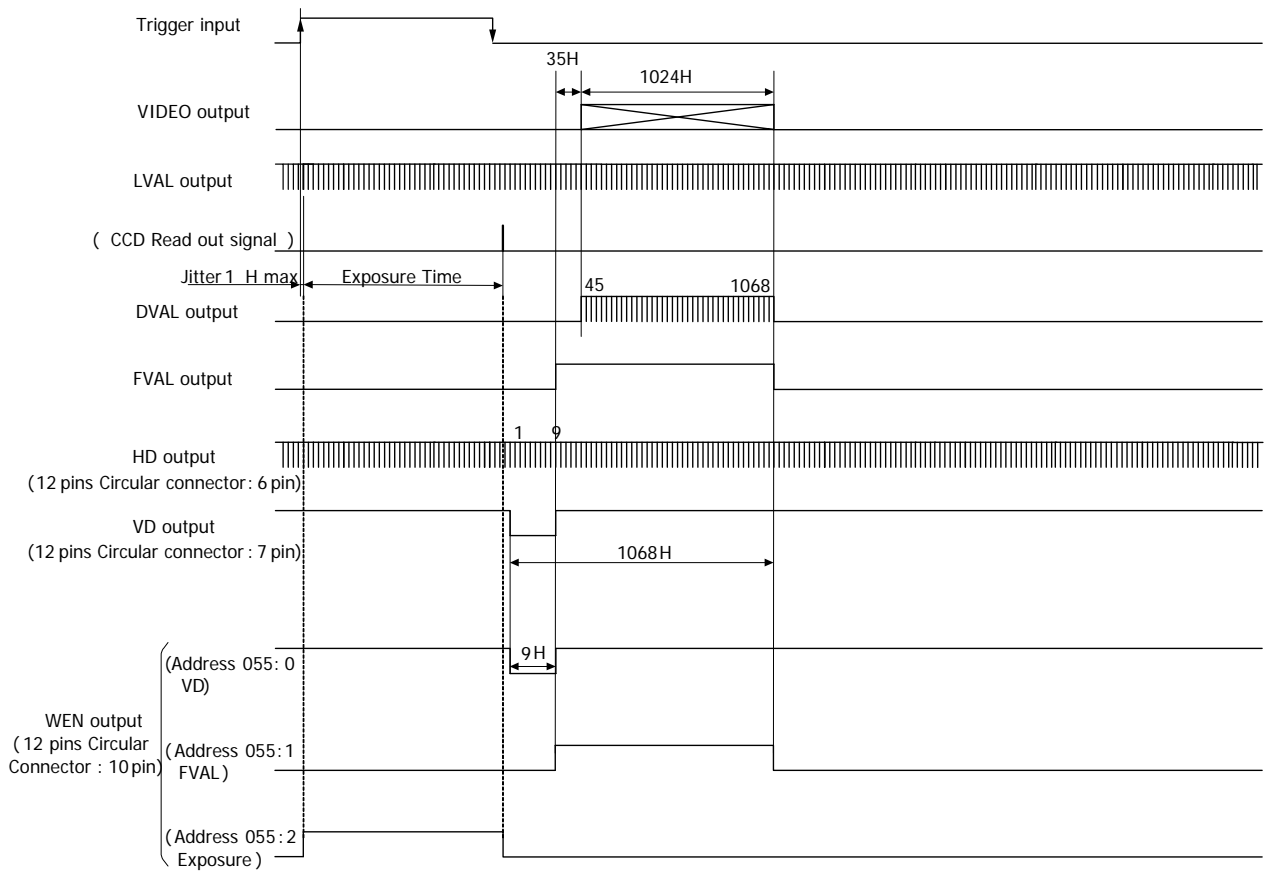 Trigger input
35H
1024H
VIDEO output
LVAL output
( CCD Read out signal )
Jitter 1 H max
Exposure Time
45
1068
DVAL output
FVAL output
1
9
HD output
(12 pins Circular connector : 6 pin)
VD output
(12 pins Circular connector : 7 pin)
1068H
9H
(Address 055: 0
VD)
WEN output
(12 pins Circular
Connector : 10 pin)
(Address 055:1
FVAL)
(Address 055:2
Exposure)